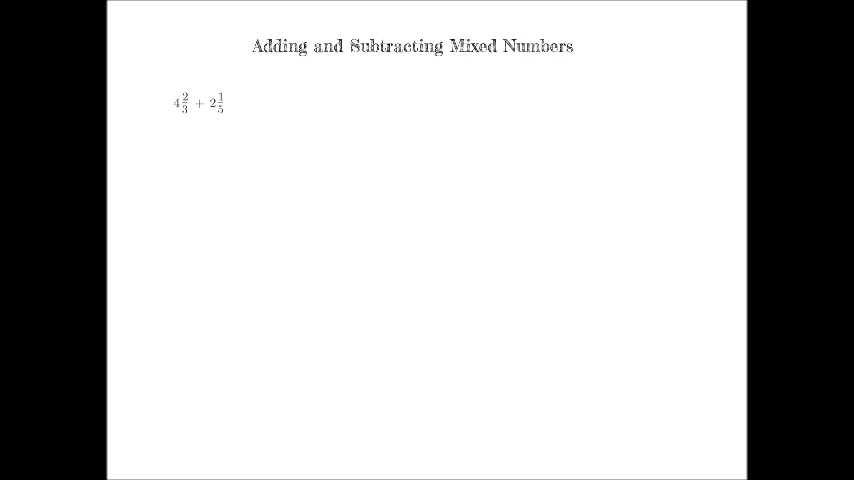 Adding and Subtracting Mixed Numbers
4 2/3 + 2 1/5